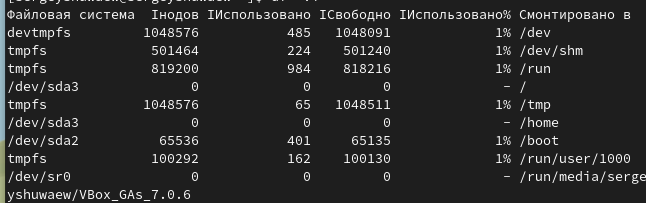 Файловая система Iнодов IИспользовано IСвободно IИспользовано% Смонтировано в
devtmpfs 1048576 485 1048091 1% /dev
tmpfs 501464 224 501240 1% /dev/shm
tmpfs 819200 984 818216 1% /run
/dev/sda3 0 0 0 - /
tmpfs 1048576 65 1048511 1% /tmp
/dev/sda3 0 0 0 - /home
/dev/sda2 65536 401 65135 1% /boot
tmpfs 100292 162 100130 1% /run/user/1000
/dev/sr0 0 0 0 - /run/media/serge
yshuwaew/VBox_GAs_7.0.6